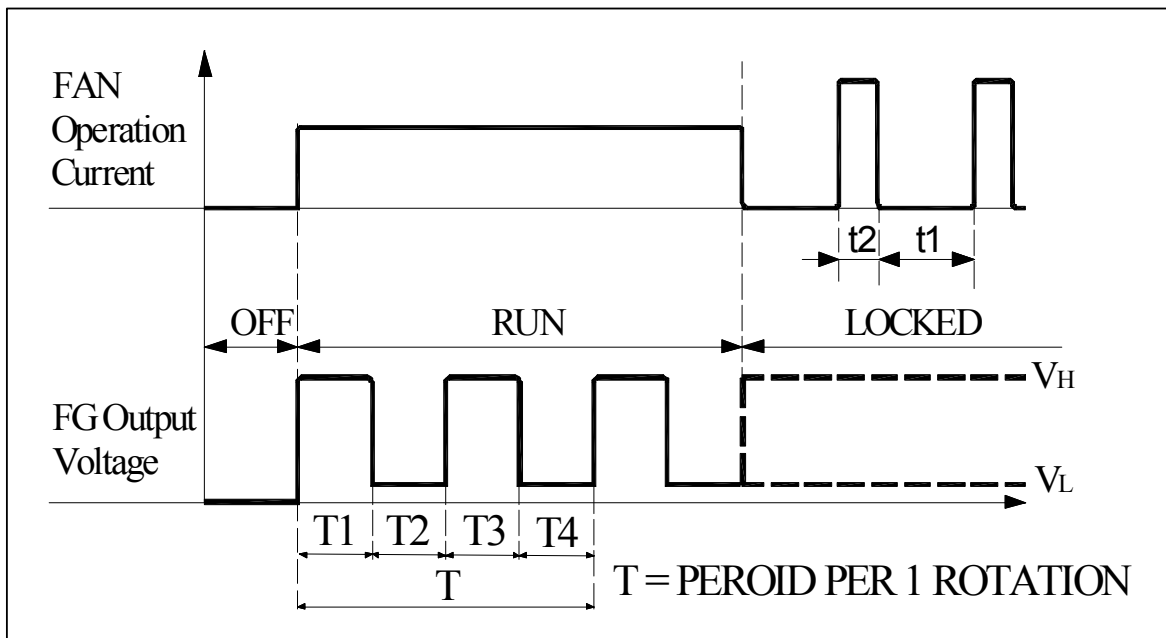 FAN
Operation
Current
t2
t1
OFF
RUN
LOCKED
FG Output
Voltage
VH
VL
T1
T2
T3
T4
T
T = PEROID PER 1 ROTATION